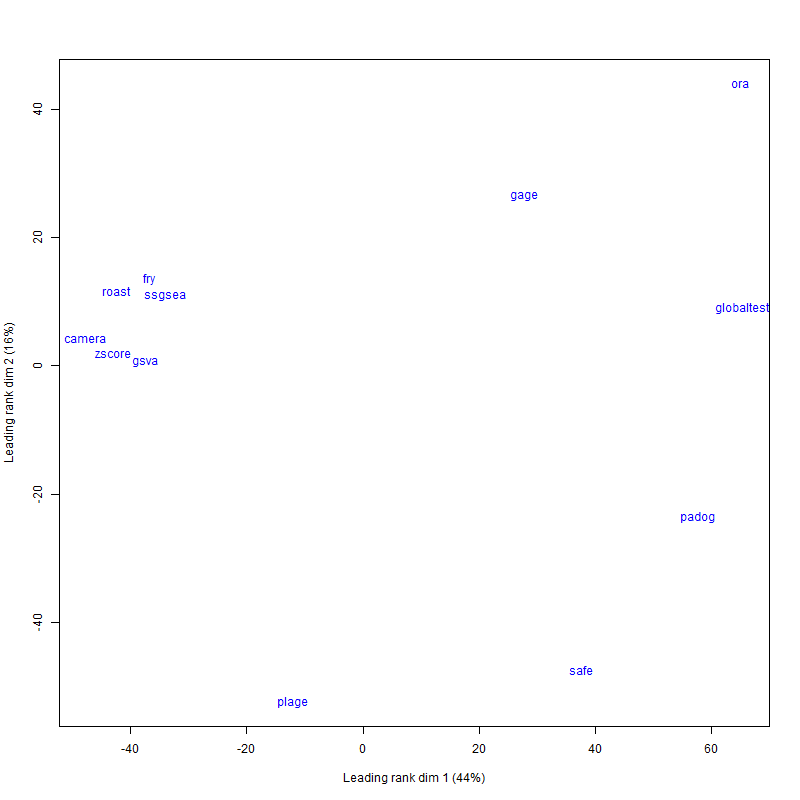 ora
40
gage
20
fry
roast
ssgsea
globaltest
camera
zscore
gsva
0
Leading rank dim 2 (16%)
padog
-20
-40
safe
plage
-40
-20
0
20
40
60
Leading rank dim 1 (44%)